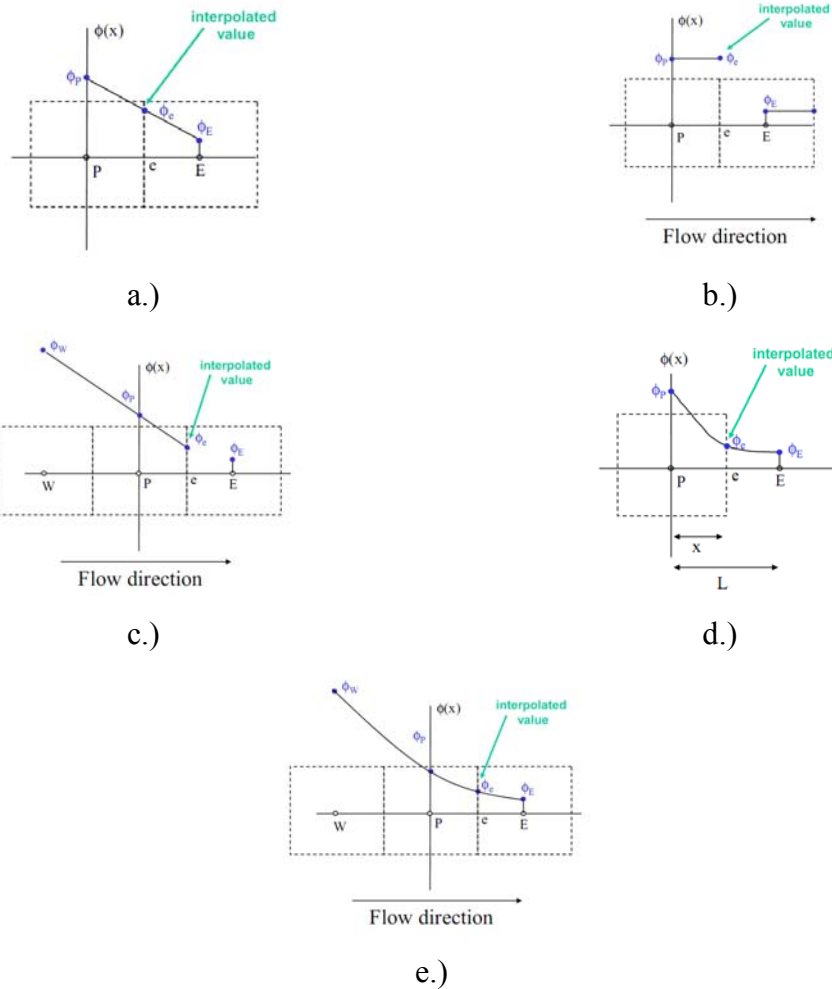 interpolated
value
ϕ(x)
ϕP
ϕe
ϕE
P
e
E
a.)
ϕ(x)
interpolated
value
ϕP
ϕe
ϕE
P
e
E
Flow direction
b.)
ϕW
ϕ(x)
interpolated
value
ϕP
ϕe
ϕE
W
P
e
E
Flow direction
c.)
ϕ(x)
interpolated
value
ϕP
ϕe
ϕE
P
e
E
x
L
d.)
ϕW
ϕ(x)
interpolated
value
ϕP
ϕe
ϕE
W
P
e
E
Flow direction
e.)